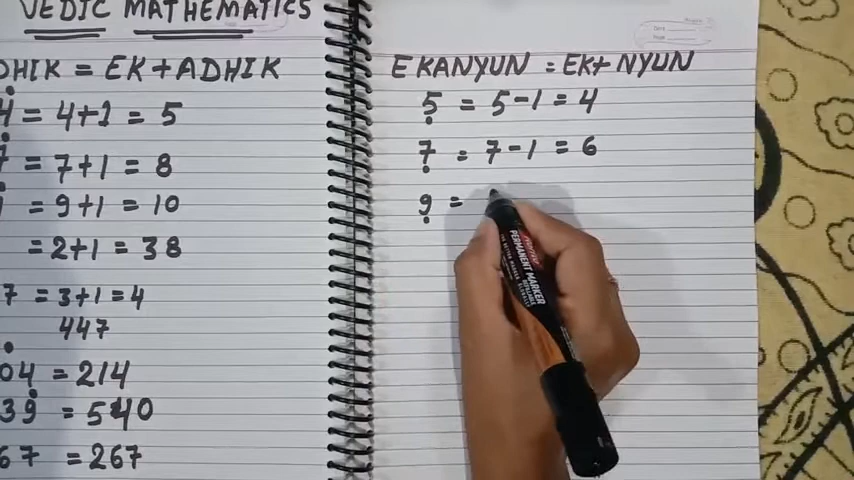 VEDIC MATHEMATICS
DHIK = EK+ADHIK
4 = 4+1 = 5
7 = 7+1 = 8
= 9+1 = 10
= 2+1 = 38
7 = 3+1 = 4
447
04 = 214
39 = 540
67 = 267
EKANYUN = EK+NYUN
5 = 5-1 = 4
7 = 7-1 = 6
9 =
PERMANENT MARKER